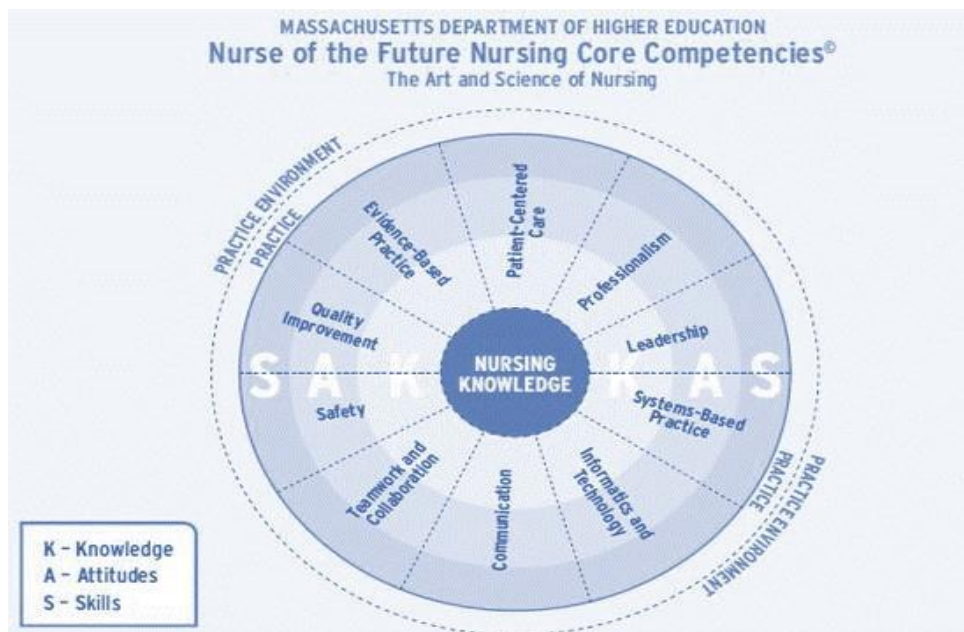 MASSACHUSETTS DEPARTMENT OF HIGHER EDUCATION
Nurse of the Future Nursing Core Competencies©
The Art and Science of Nursing
PRACTICE ENVIRONMENT
PRACTICE
Patient-Centered
Care
Professionalism
Leadership
Systems-Based
Practice
Informatics and
Technology
Communication
Teamwork and
Collaboration
Safety
Quality
Improvement
Evidence-Based
Practice
S A K
NURSING
KNOWLEDGE
K A S
PRACTICE
PRACTICE ENVIRONMENT
K – Knowledge
A – Attitudes
S – Skills